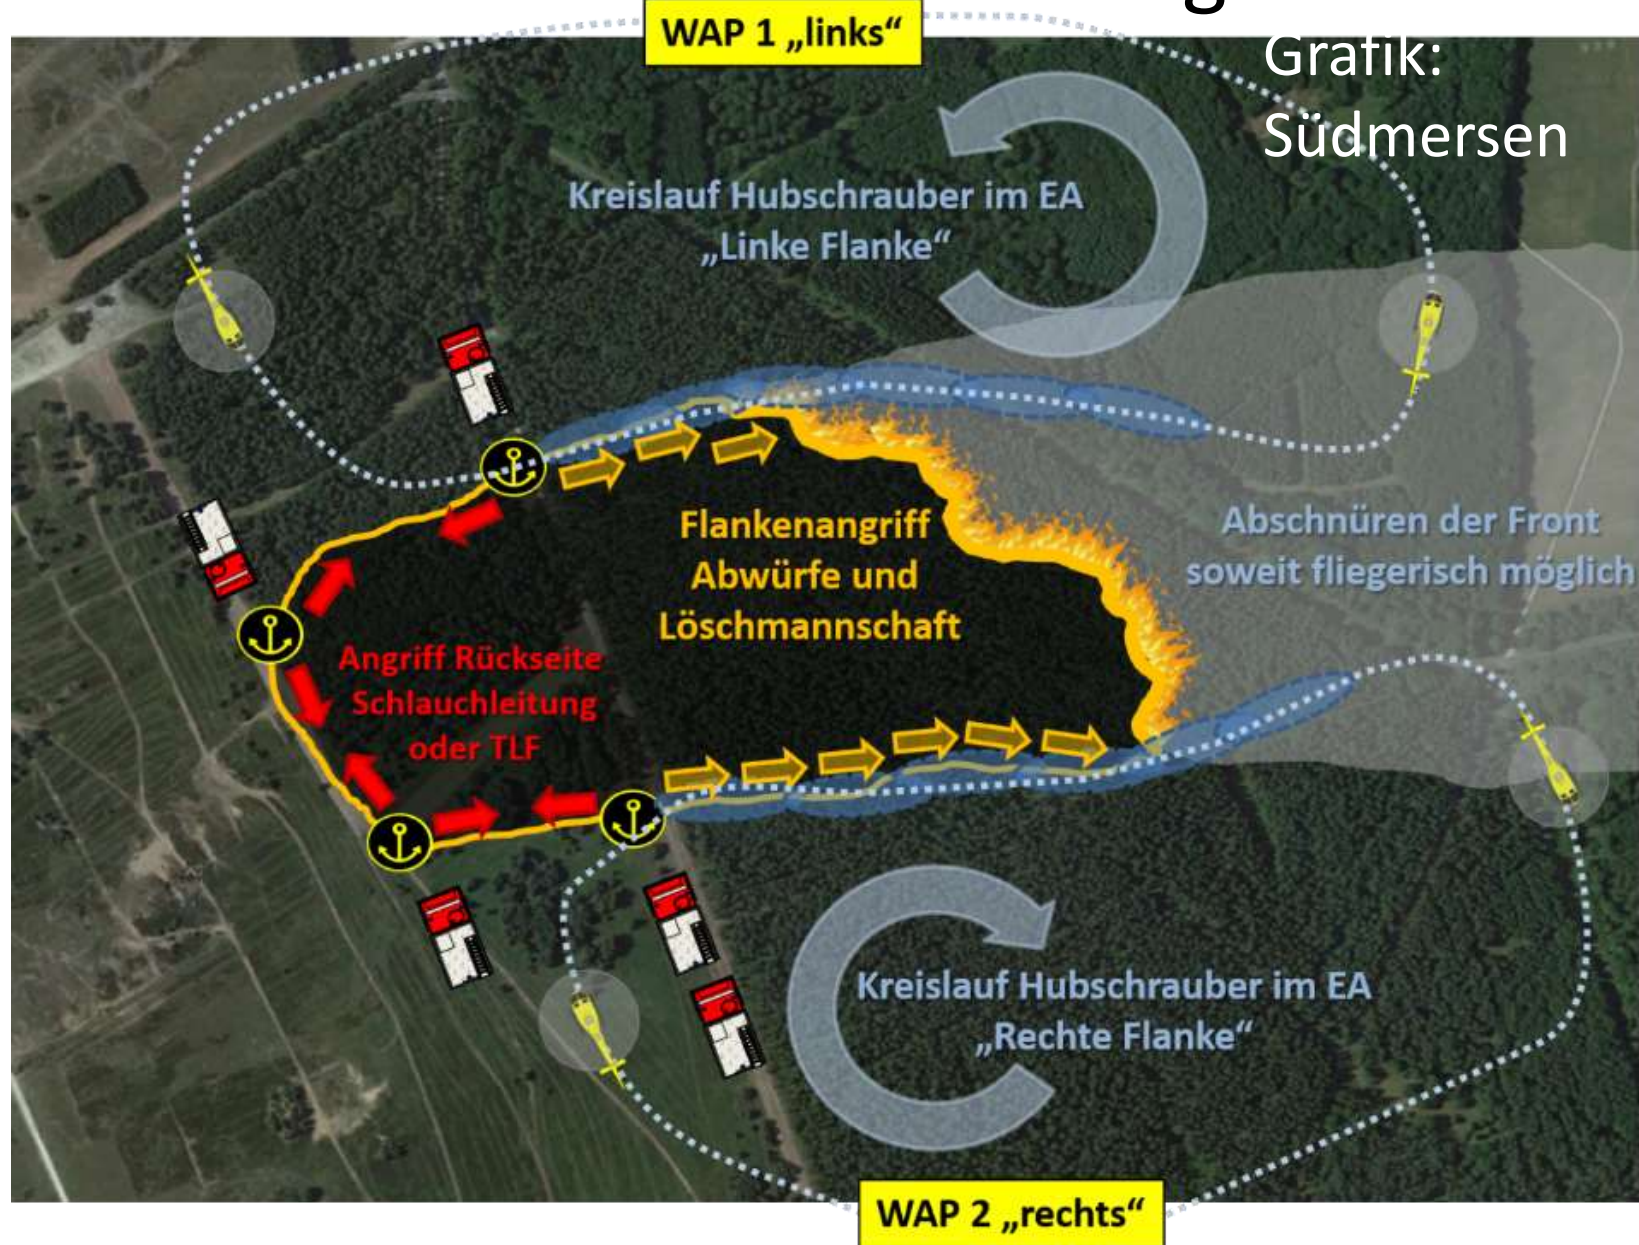 WAP 1 „links“
Grafik:
Südmersen
Kreislauf Hubschrauber im EA
„Linke Flanke“
Flankenangriff
Abwürfe und
Löschmannschaft
Abschnüren der Front
soweit fliegerisch möglich
Angriff Rückseite
Schlauchleitung
oder TLF
Kreislauf Hubschrauber im EA
„Rechte Flanke“
WAP 2 „rechts“